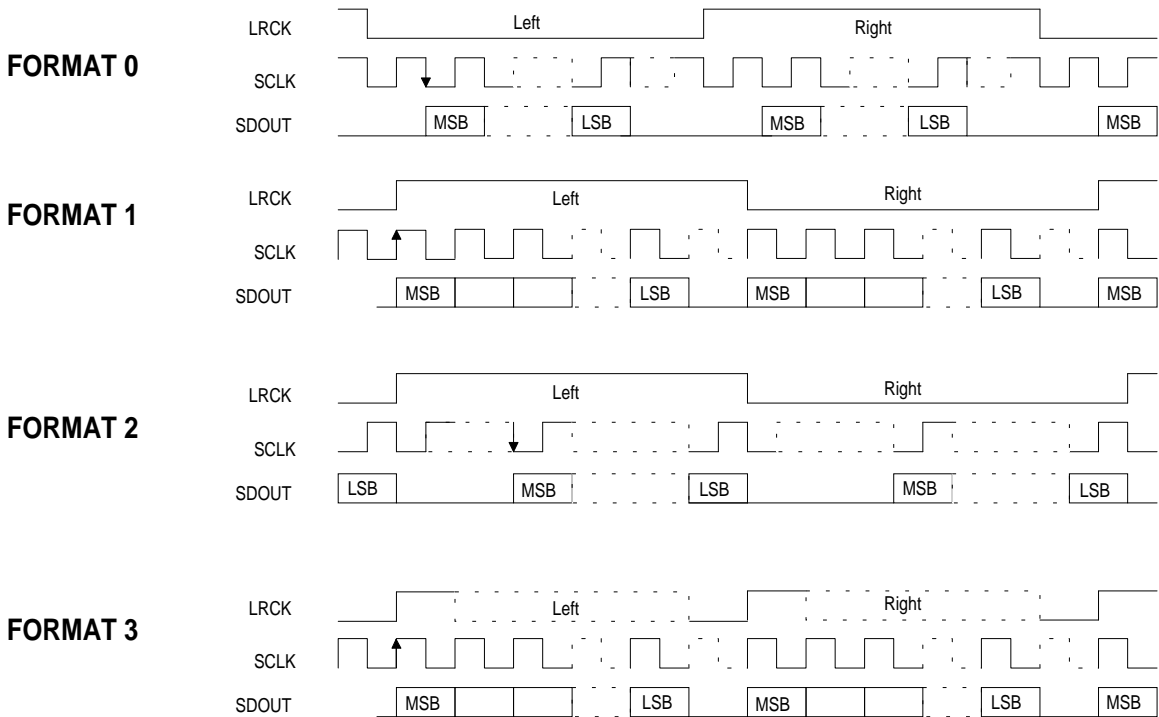 LRCK Left Right
FORMAT 0
SCLK
SDOUT MSB LSB MSB LSB MSB
LRCK Left Right
FORMAT 1
SCLK
SDOUT MSB LSB MSB LSB MSB
LRCK Left Right
FORMAT 2
SCLK
SDOUT LSB MSB LSB MSB LSB
LRCK Left Right
FORMAT 3
SCLK
SDOUT MSB LSB MSB LSB MSB